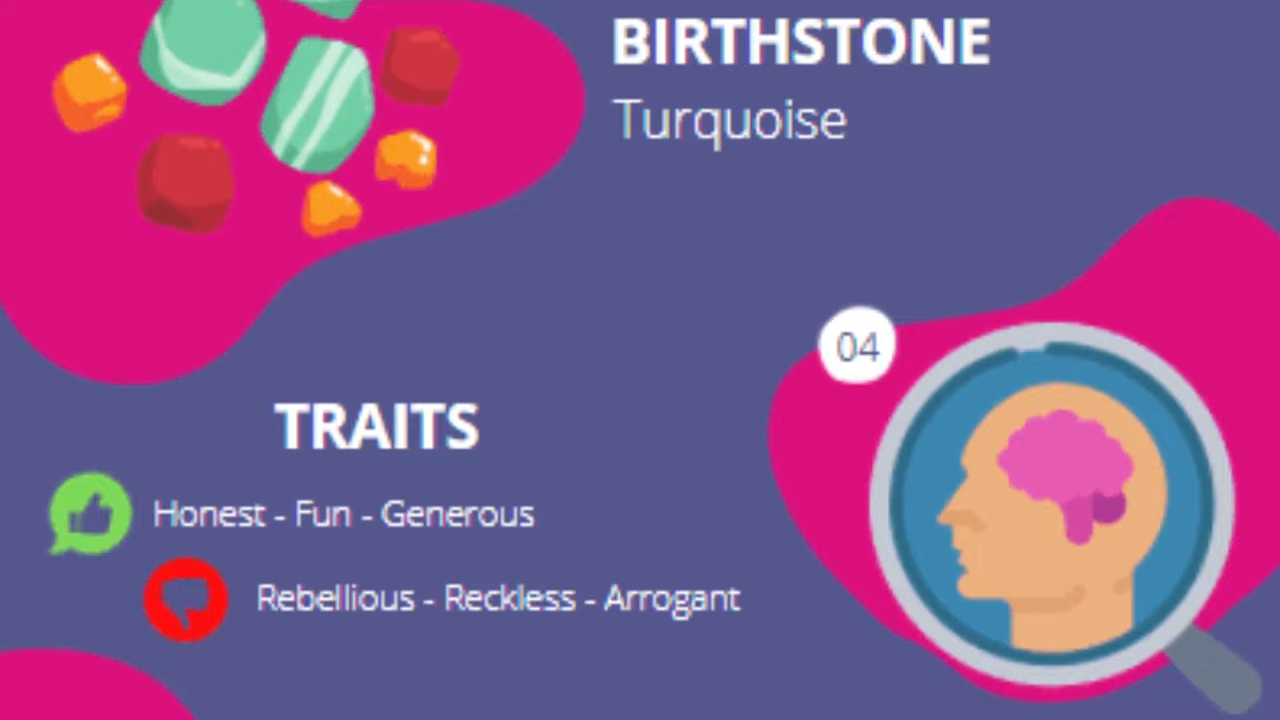 BIRTHSTONE
Turquoise
04
TRAITS
Honest - Fun - Generous
Rebellious - Reckless - Arrogant